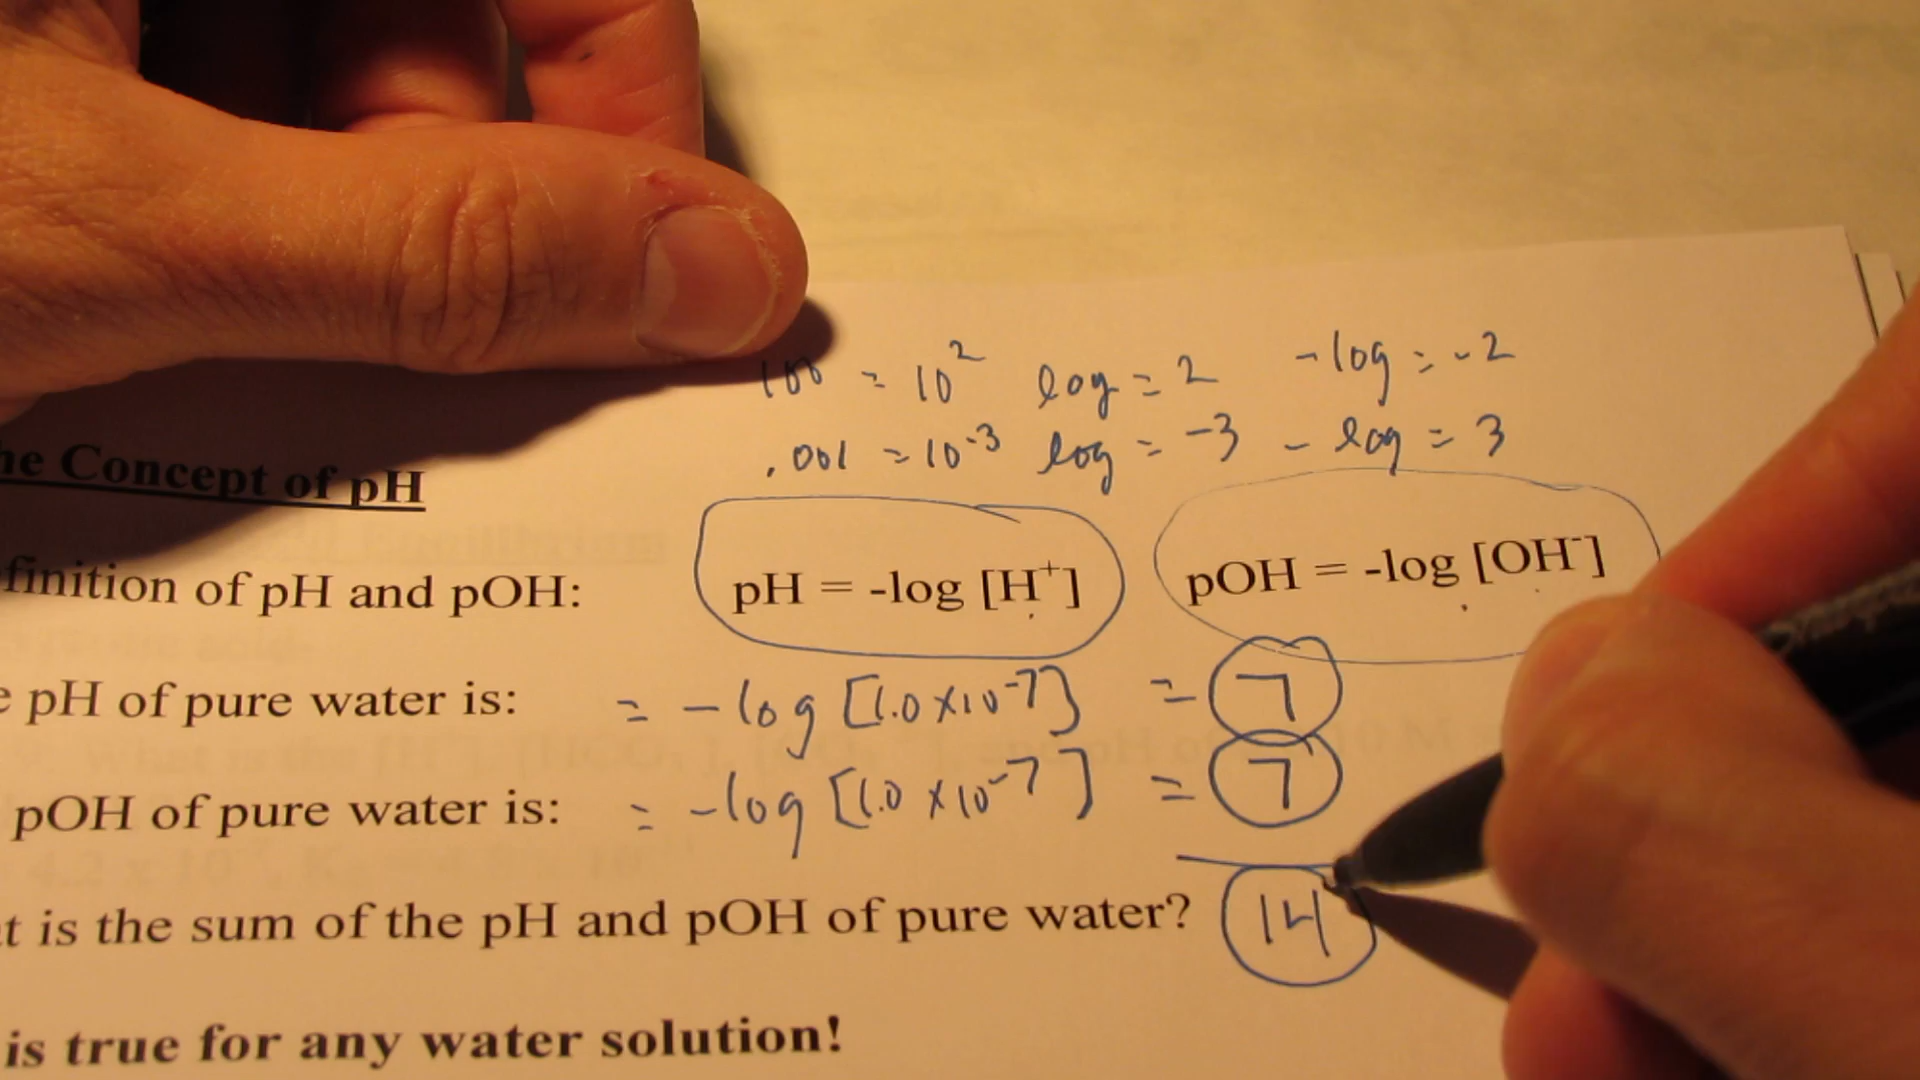 100 = 10² log = 2 -log = -2
.001 = 10⁻³ log = -3 - log = 3
he Concept of pH
finition of pH and pOH: pH = -log [H⁺] pOH = -log [OH⁻]
e pH of pure water is: = -log [1.0 x 10⁻⁷] = 7
pOH of pure water is: = -log [1.0 x 10⁻⁷] = 7
t is the sum of the pH and pOH of pure water? 14
is true for any water solution!